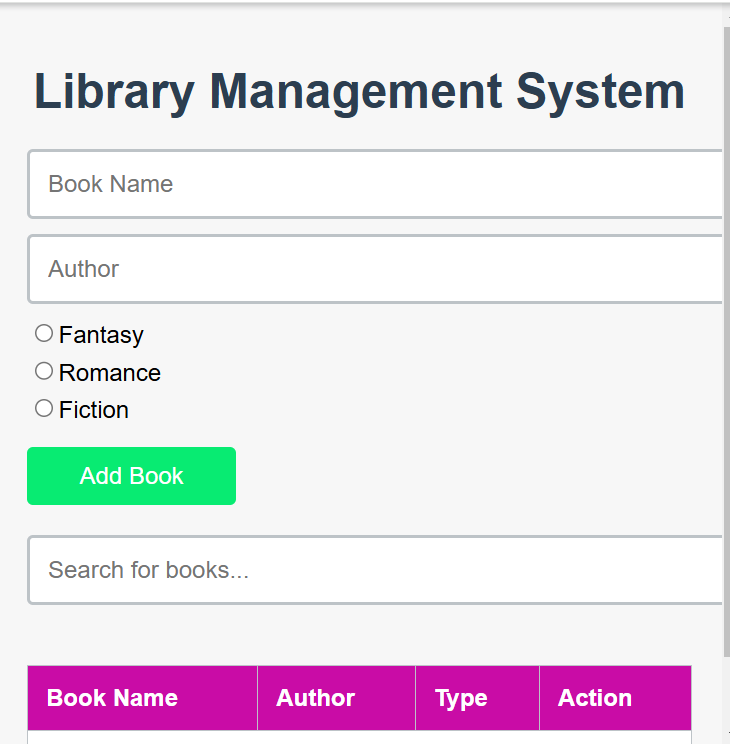 Library Management System
Book Name
Author
Fantasy
Romance
Fiction
Add Book
Search for books...
Book Name Author Type Action